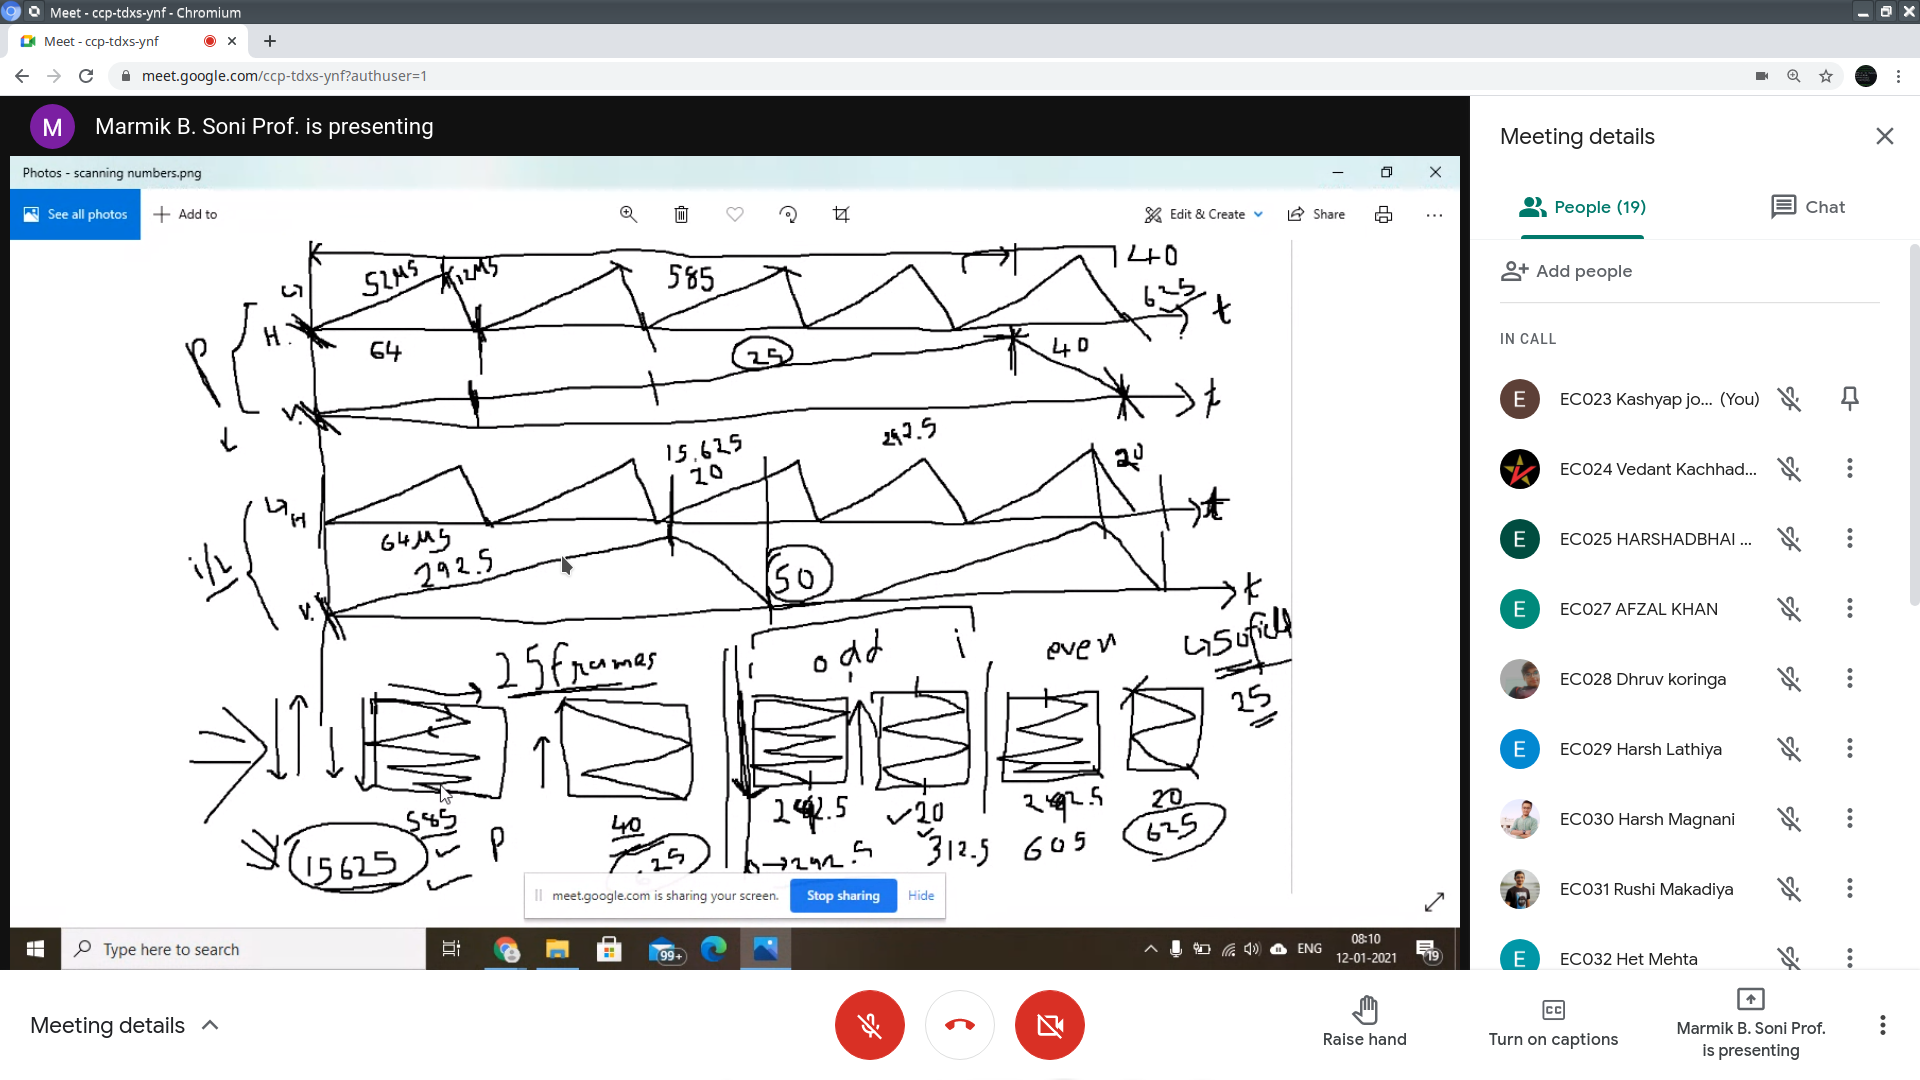 Meet - ccp-tdxs-ynf - Chromium
Meet - ccp-tdxs-ynf
meet.google.com/ccp-tdxs-ynf?authuser=1
M
Marmik B. Soni Prof. is presenting
Photos - scanning numbers.png
See all photos
Add to
Edit & Create
Share
40
52μs 12μs 585
625 t
H.
64 25 40
P
V. t
15.625 292.5
20 20
H t
64μs
292.5 50
i/2
V. t
25 frames odd i even 50 field
25
585 292.5 20 292.5 20
15625 P 40 625 → 292.5 312.5 605 625
meet.google.com is sharing your screen.
Stop sharing
Hide
Type here to search
99+
ENG
08:10
12-01-2021
19
Meeting details
People (19)
Chat
Add people
IN CALL
E EC023 Kashyap jo... (You)
EC024 Vedant Kachhad...
E EC025 HARSHADBHAI ...
E EC027 AFZAL KHAN
EC028 Dhruv koringa
E EC029 Harsh Lathiya
EC030 Harsh Magnani
EC031 Rushi Makadiya
E EC032 Het Mehta
Meeting details
Raise hand
Turn on captions
Marmik B. Soni Prof.
is presenting